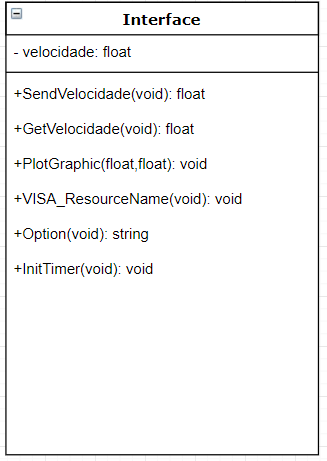 Interface
- velocidade: float
+SendVelocidade(void): float
+GetVelocidade(void): float
+PlotGraphic(float,float): void
+VISA_ResourceName(void): void
+Option(void): string
+InitTimer(void): void